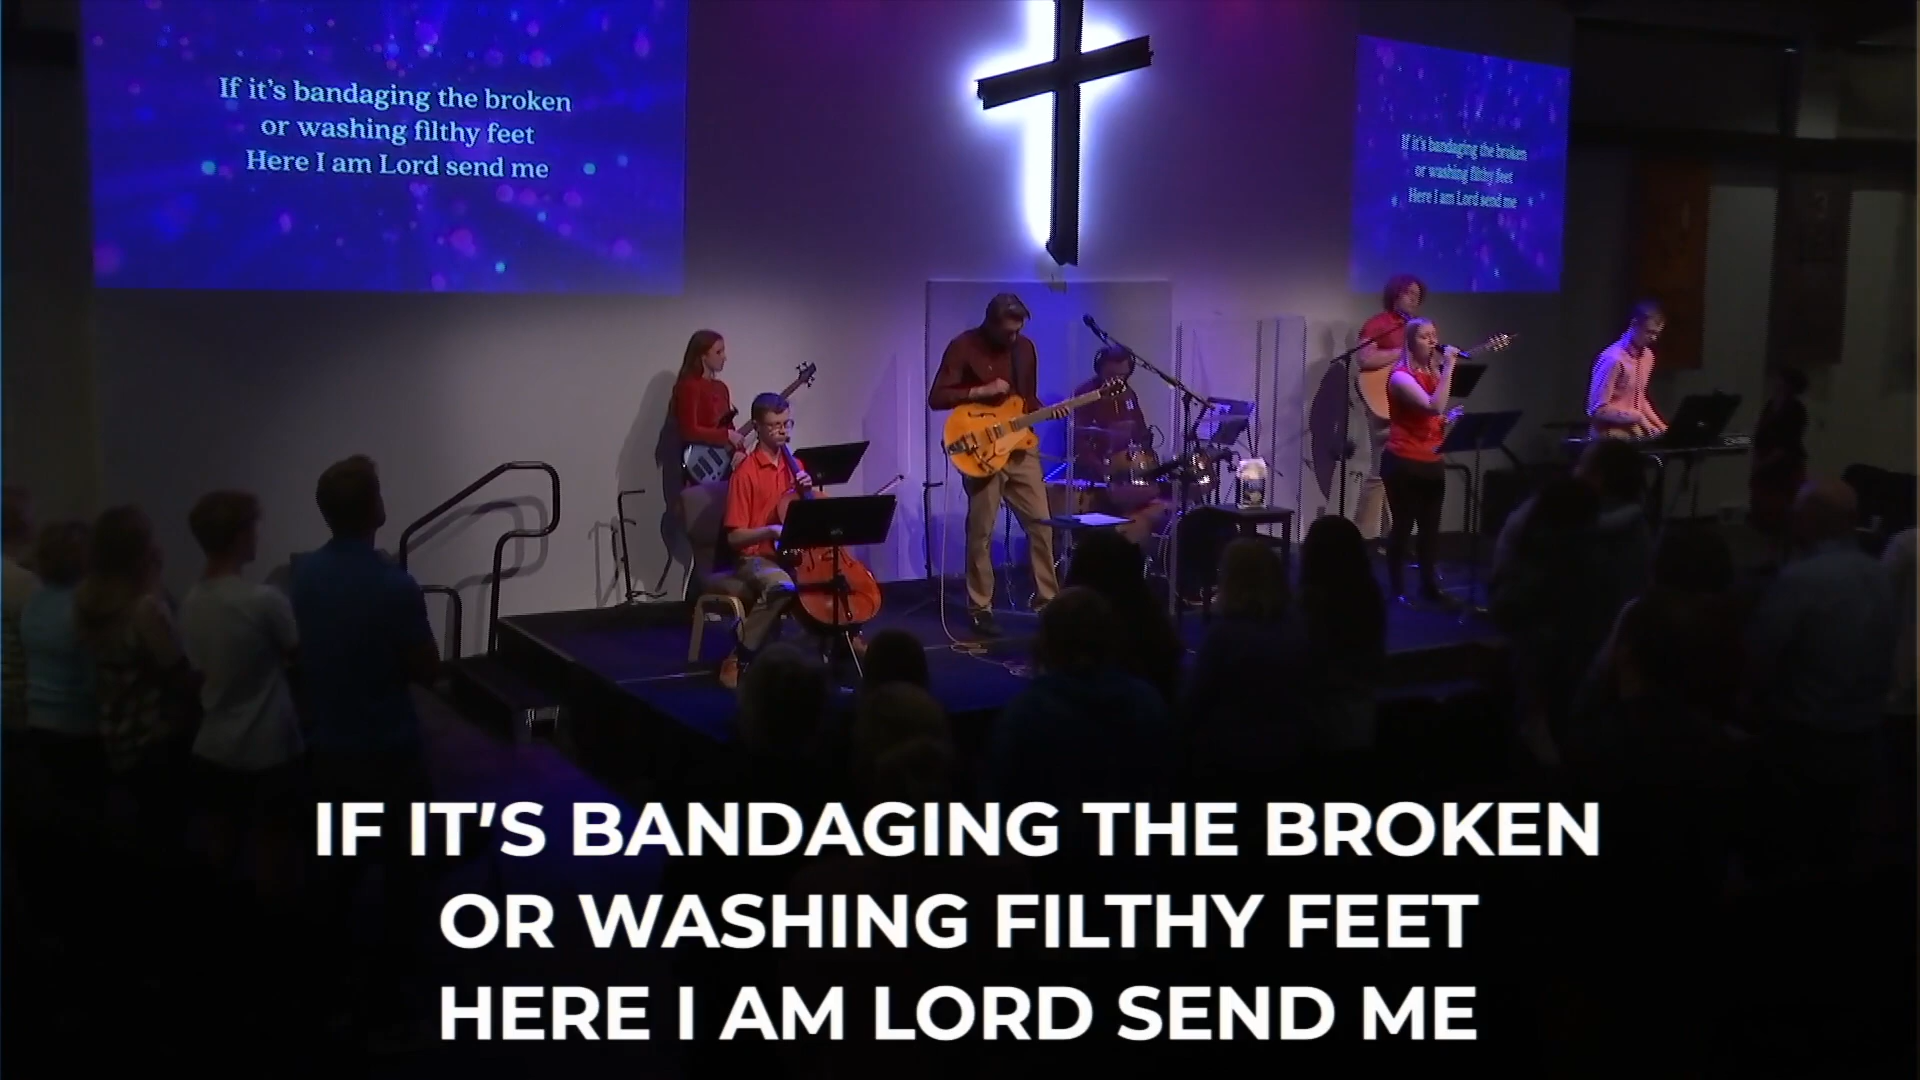 If it's bandaging the broken
or washing filthy feet
Here I am Lord send me
If it's bandaging the broken
or washing filthy feet
Here I am Lord send me
IF IT'S BANDAGING THE BROKEN
OR WASHING FILTHY FEET
HERE I AM LORD SEND ME